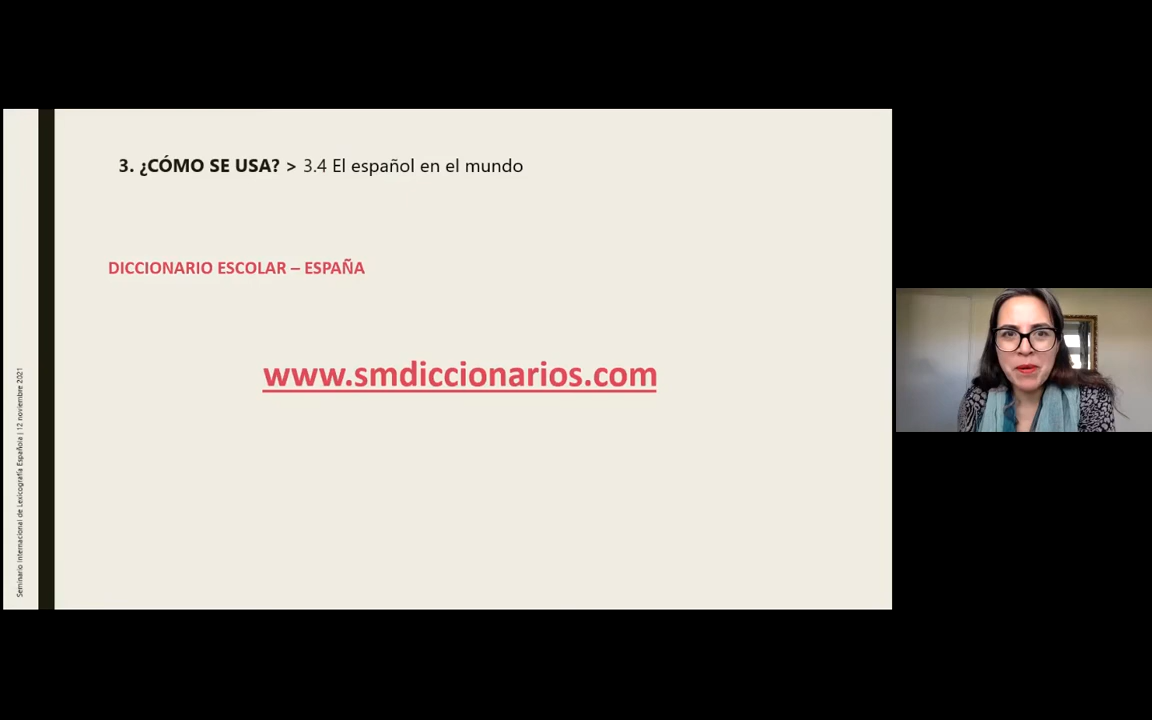 3. ¿CÓMO SE USA? > 3.4 El español en el mundo
DICCIONARIO ESCOLAR – ESPAÑA
www.smdiccionarios.com
Seminario Internacional de Lexicografía Española | 12 noviembre 2021